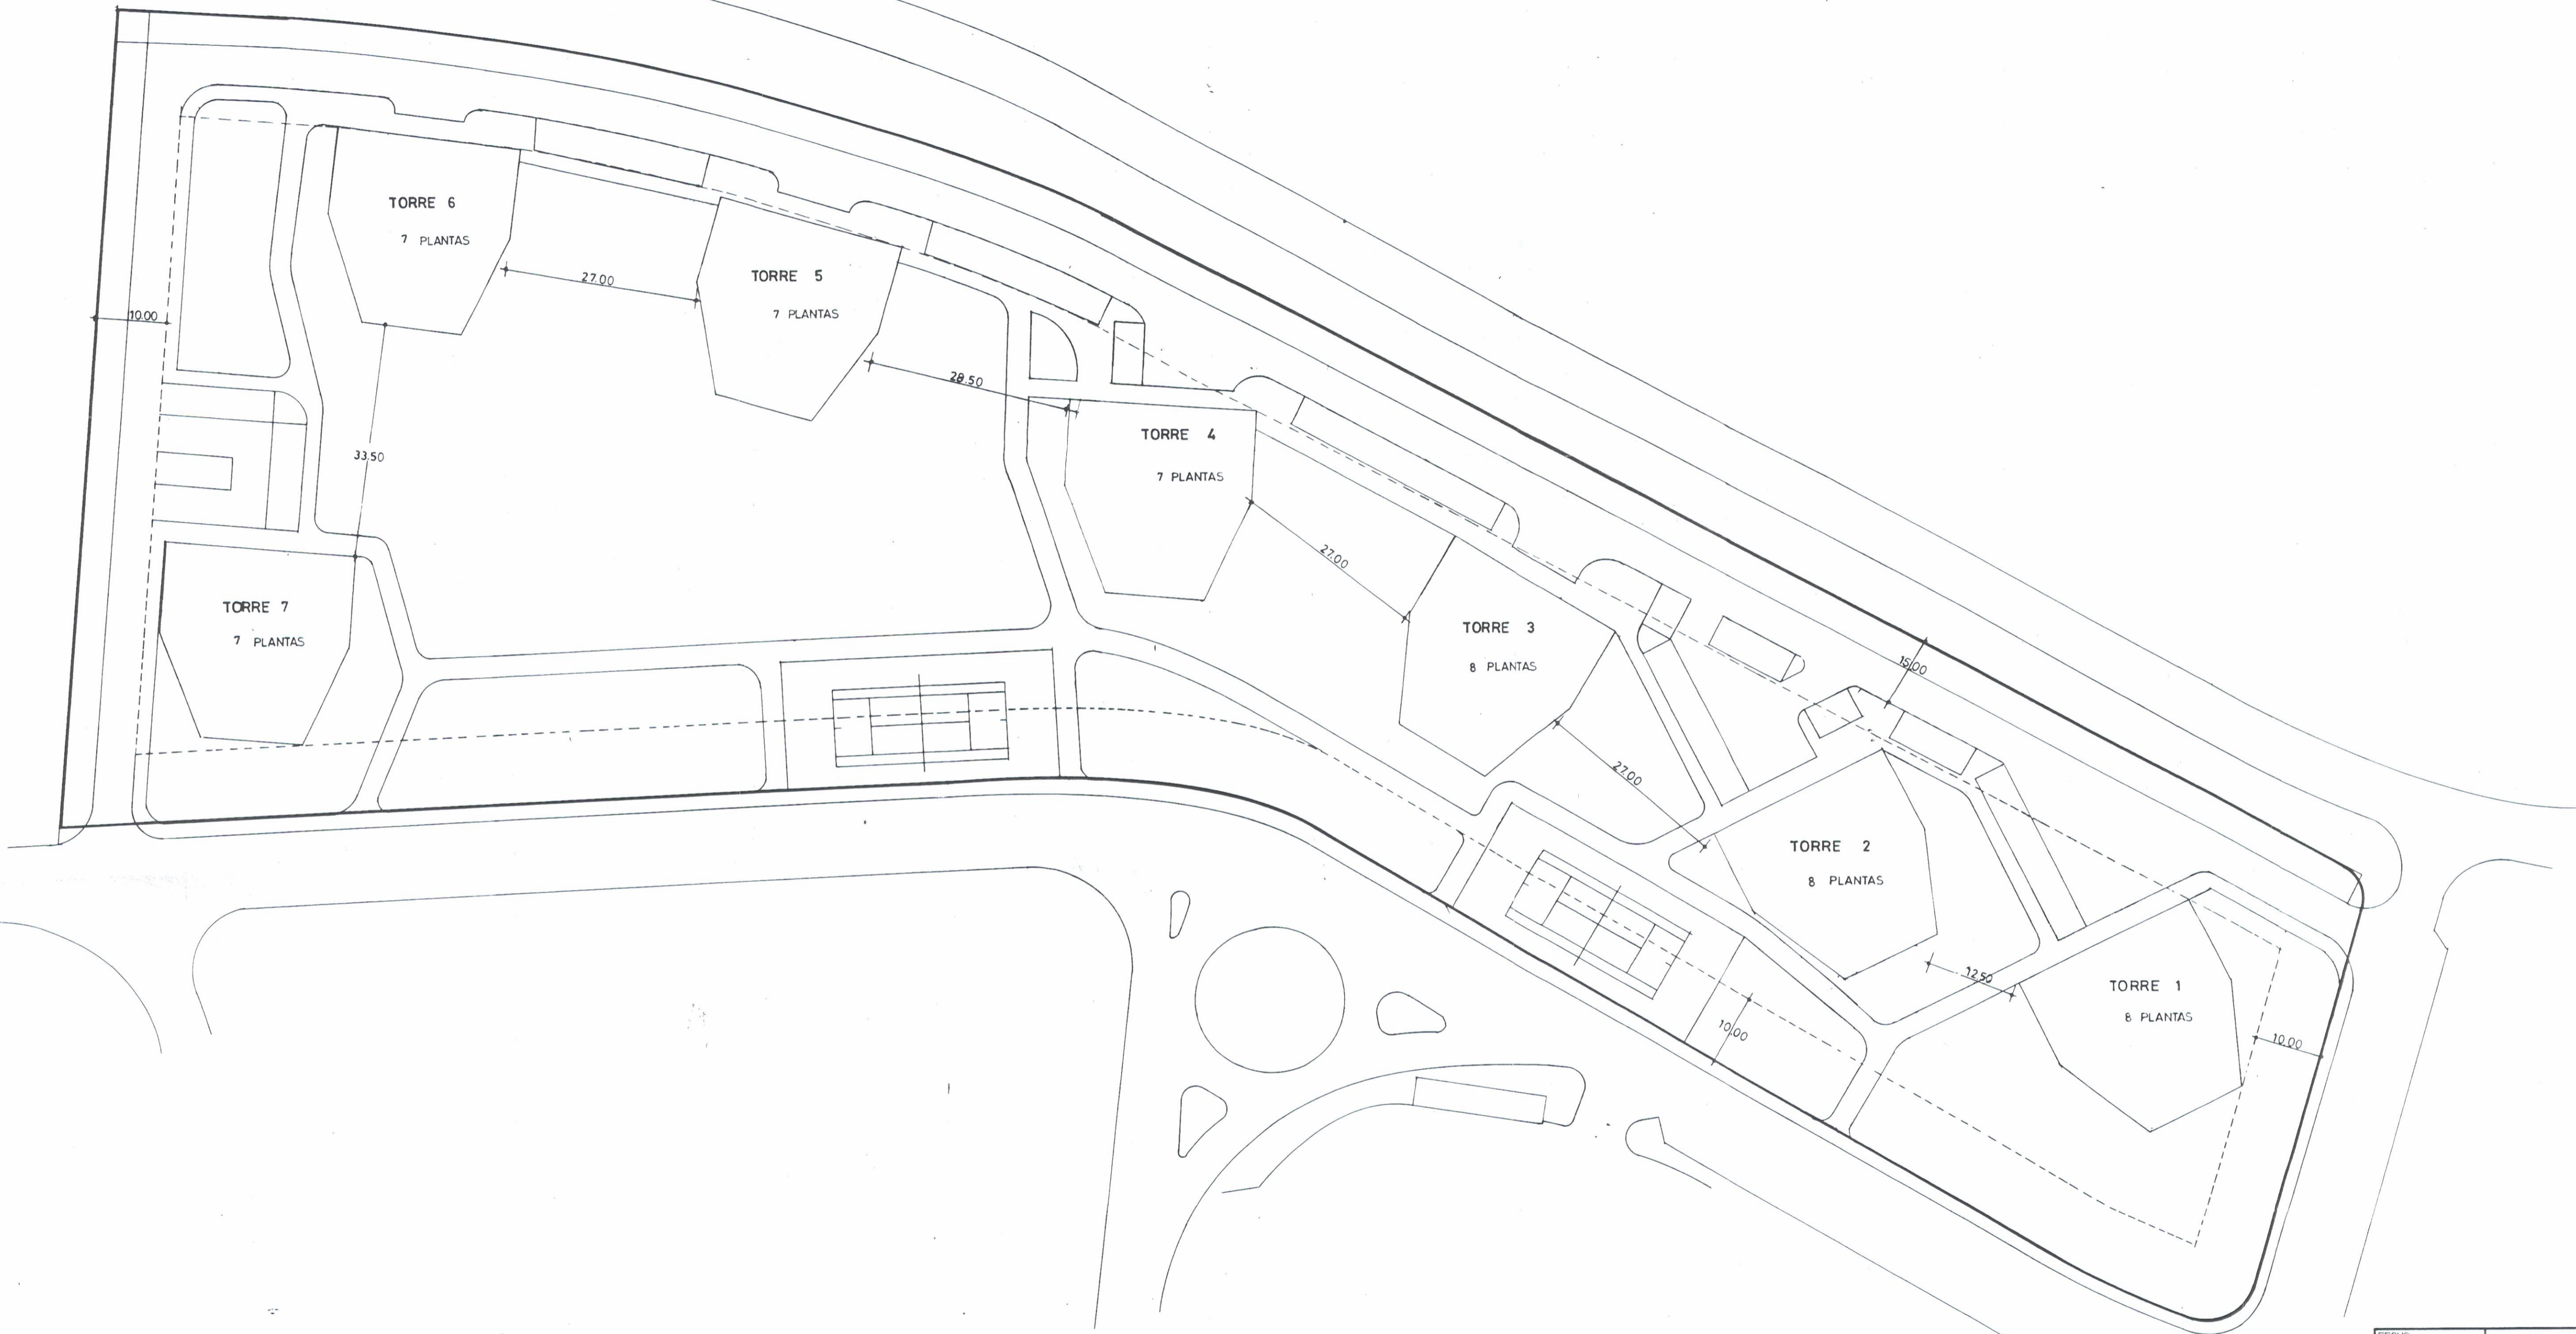 TORRE 6
7 PLANTAS
27.00
TORRE 5
7 PLANTAS
10.00
28.50
TORRE 4
7 PLANTAS
33.50
27.00
TORRE 7
7 PLANTAS
TORRE 3
8 PLANTAS
15.00
27.00
TORRE 2
8 PLANTAS
12.50
TORRE 1
8 PLANTAS
10.00
10.00